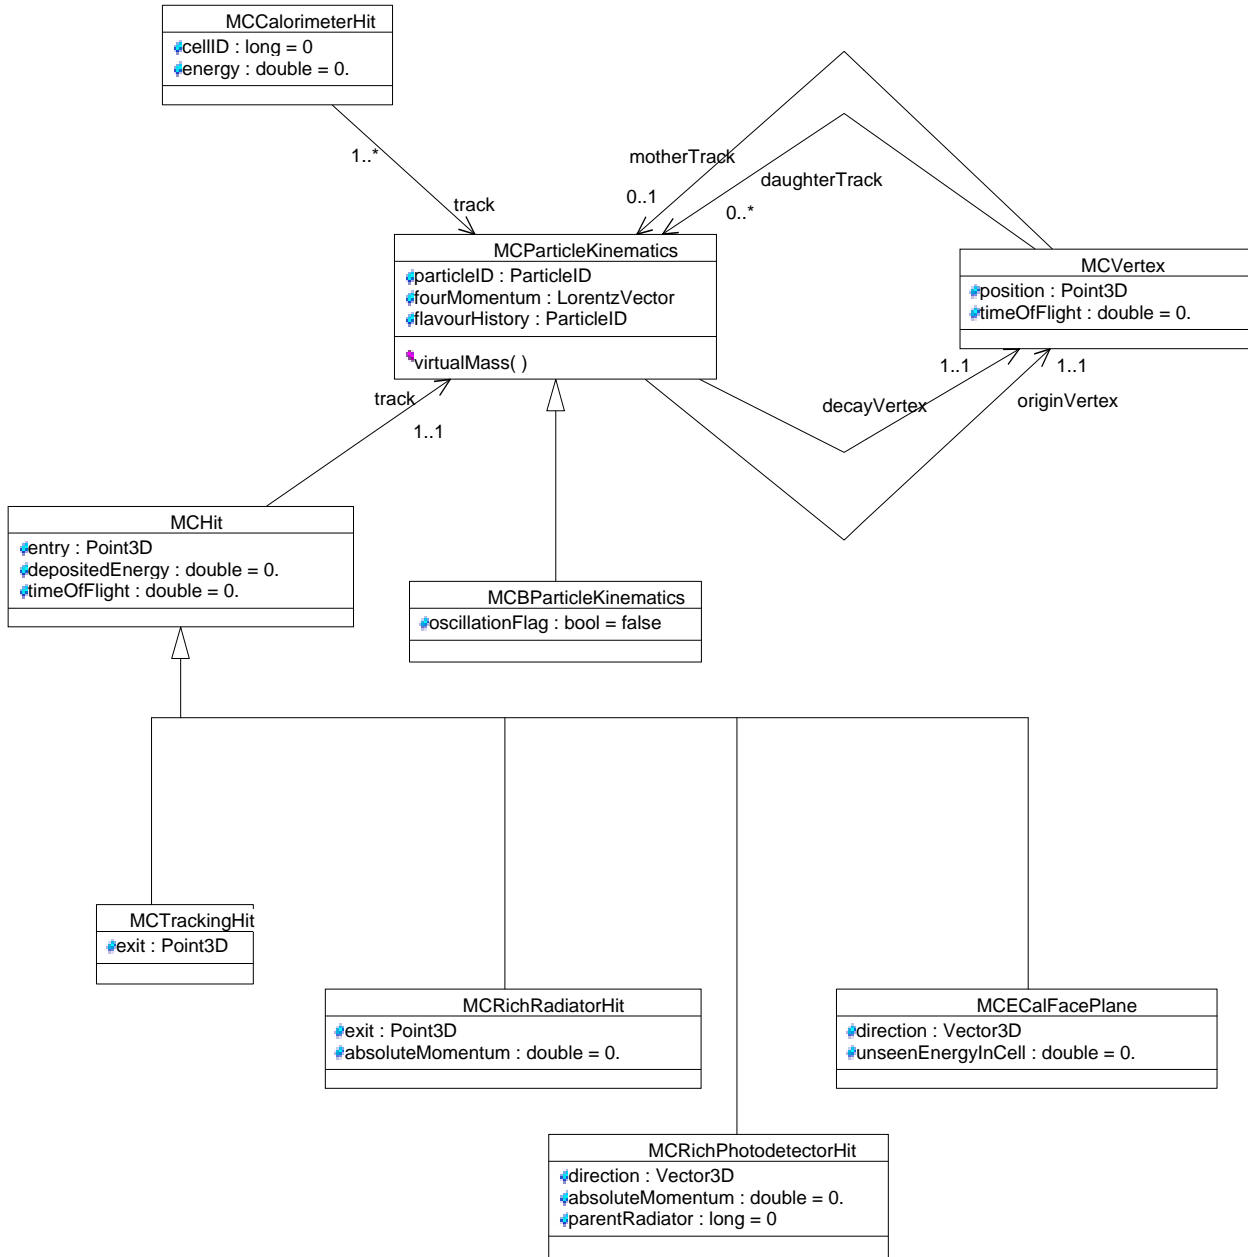 MCCalorimeterHit
cellID : long = 0
energy : double = 0.
1..*
track
motherTrack
daughterTrack
0..1
0..*
MCParticleKinematics
particleID : ParticleID
fourMomentum : LorentzVector
flavourHistory : ParticleID
virtualMass( )
MCVertex
position : Point3D
timeOfFlight : double = 0.
1..1
1..1
decayVertex
originVertex
track
1..1
MCHit
entry : Point3D
depositedEnergy : double = 0.
timeOfFlight : double = 0.
MCBParticleKinematics
oscillationFlag : bool = false
MCTrackingHit
exit : Point3D
MCRichRadiatorHit
exit : Point3D
absoluteMomentum : double = 0.
MCECalFacePlane
direction : Vector3D
unseenEnergyInCell : double = 0.
MCRichPhotodetectorHit
direction : Vector3D
absoluteMomentum : double = 0.
parentRadiator : long = 0